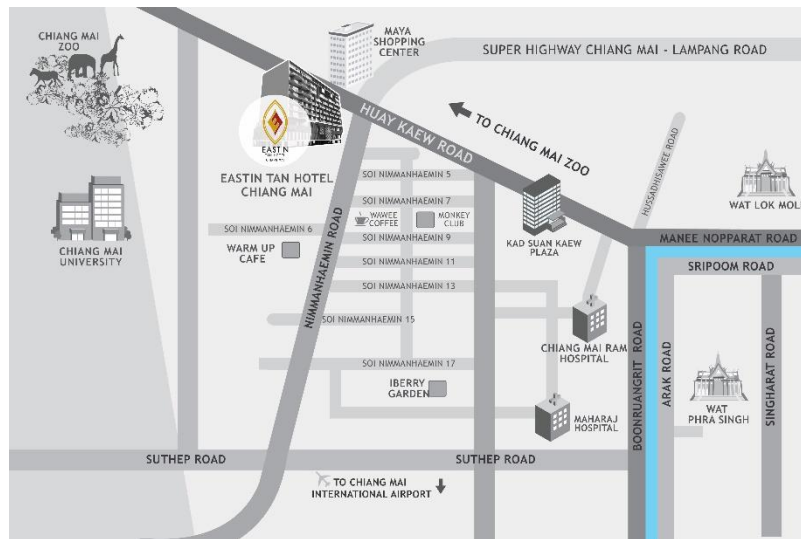 CHIANG MAI
ZOO
MAYA
SHOPPING
CENTER
SUPER HIGHWAY CHIANG MAI - LAMPANG ROAD
EASTIN
EASTIN TAN HOTEL
CHIANG MAI
HUAY KAEW ROAD
TO CHIANG MAI ZOO
HUSSADHISAWEE ROAD
WAT LOK MOLI
CHIANG MAI
UNIVERSITY
SOI NIMMANHAEMIN 5
SOI NIMMANHAEMIN 7
WAWEE
COFFEE
MONKEY
CLUB
SOI NIMMANHAEMIN 6
SOI NIMMANHAEMIN 9
WARM UP
CAFE
KAD SUAN KAEW
PLAZA
MANEE NOPPARAT ROAD
SRIPOOM ROAD
SOI NIMMANHAEMIN 11
SOI NIMMANHAEMIN 13
NIMMANHAEMIN ROAD
SOI NIMMANHAEMIN 15
CHIANG MAI RAM
HOSPITAL
SOI NIMMANHAEMIN 17
IBERRY
GARDEN
MAHARAJ
HOSPITAL
BOONRUANGRIT ROAD
ARAK ROAD
WAT
PHRA SINGH
SINGHARAT ROAD
SUTHEP ROAD
SUTHEP ROAD
TO CHIANG MAI
INTERNATIONAL AIRPORT